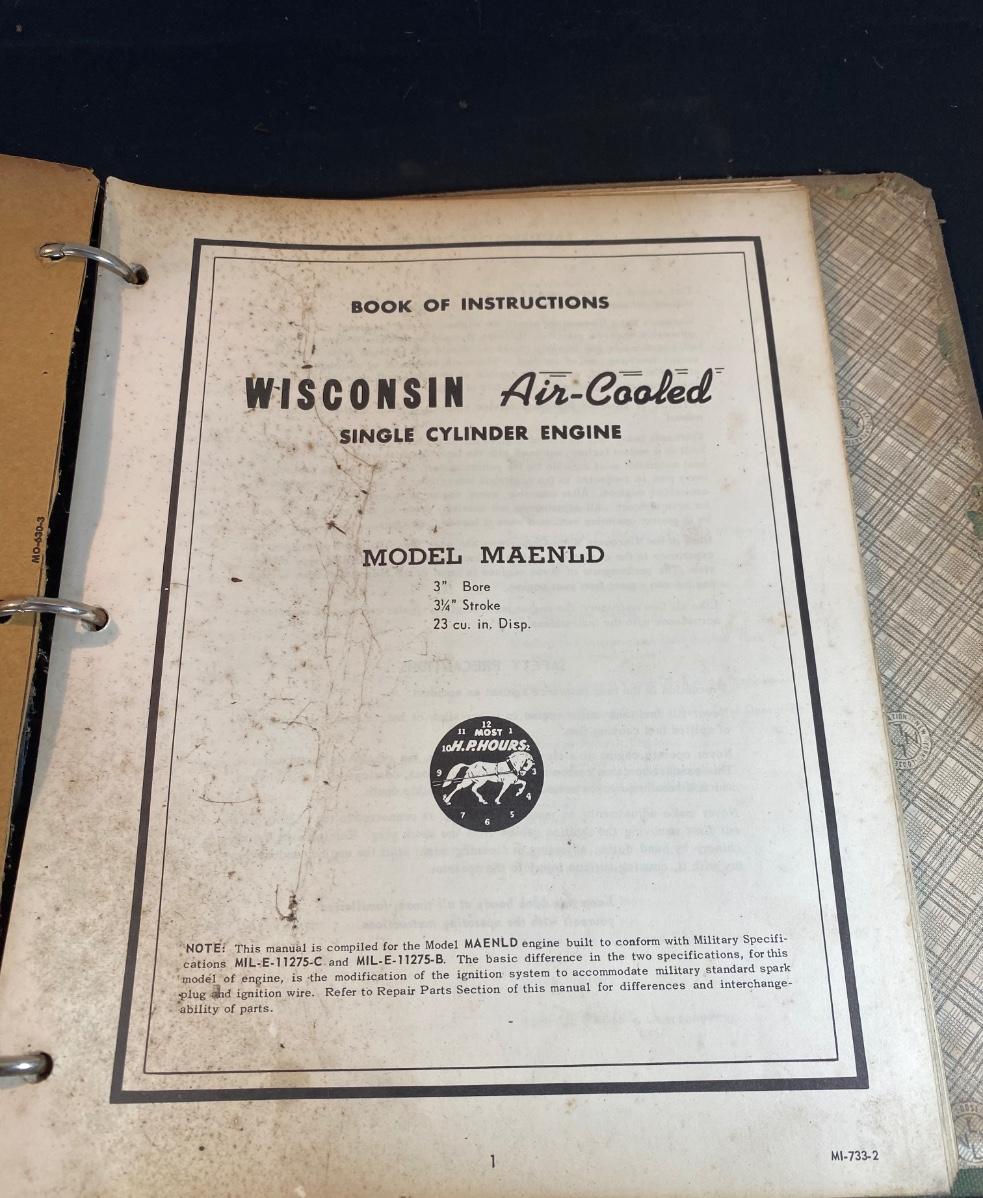 BOOK OF INSTRUCTIONS
WISCONSIN Air-Cooled
SINGLE CYLINDER ENGINE
MODEL MAENLD
3" Bore
3¼" Stroke
23 cu. in. Disp.
12
11 MOST 1
10 H.P. HOURS 2
9 3
4
7 5
6
NOTE: This manual is compiled for the Model MAENLD engine built to conform with Military Specifi-
cations MIL-E-11275-C and MIL-E-11275-B. The basic difference in the two specifications, for this
model of engine, is the modification of the ignition system to accommodate military standard spark
plug and ignition wire. Refer to Repair Parts Section of this manual for differences and interchange-
ability of parts.
1
MI-733-2
MO-630-3